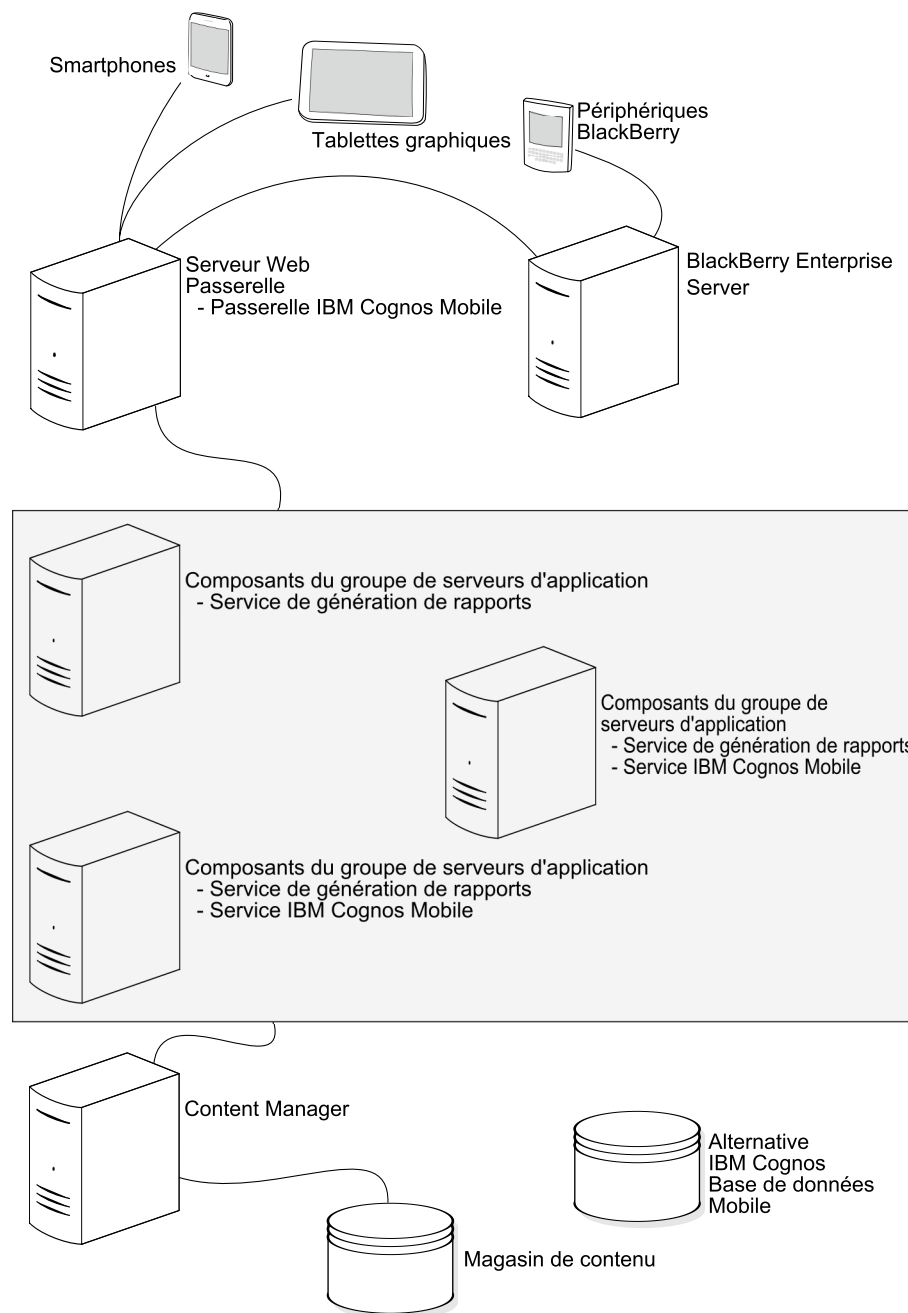 Smartphones
Tablettes graphiques
Périphériques
BlackBerry
Serveur Web
Passerelle
- Passerelle IBM Cognos Mobile
BlackBerry Enterprise
Server
Composants du groupe de serveurs d'application
- Service de génération de rapports
Composants du groupe de
serveurs d'application
- Service de génération de rapports
- Service IBM Cognos Mobile
Composants du groupe de serveurs d'application
- Service de génération de rapports
- Service IBM Cognos Mobile
Content Manager
Alternative
IBM Cognos
Base de données
Mobile
Magasin de contenu